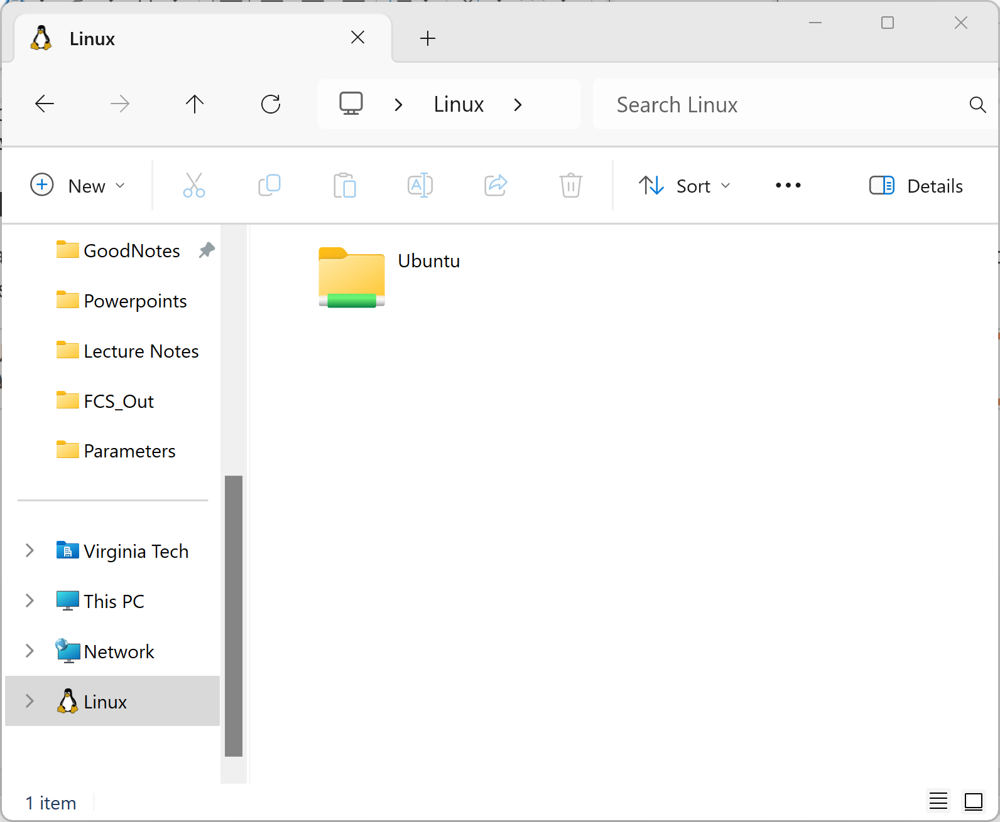 Linux
Linux
Search Linux
New
Sort
Details
GoodNotes
Powerpoints
Lecture Notes
FCS_Out
Parameters
Virginia Tech
This PC
Network
Linux
Ubuntu
1 item